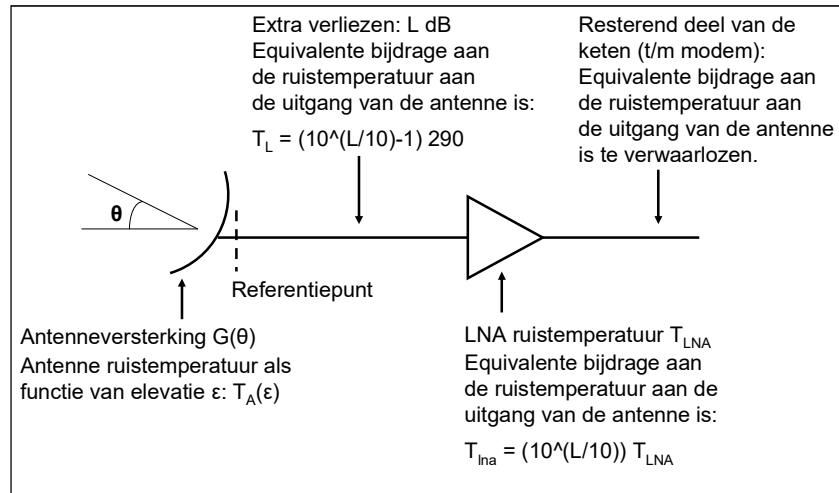 Extra verliezen: L dB
Equivalente bijdrage aan
de ruistemperatuur aan
de uitgang van de antenne is:
T_L = (10^(L/10)-1) 290
Resterend deel van de
keten (t/m modem):
Equivalente bijdrage aan
de ruistemperatuur aan
de uitgang van de antenne
is te verwaarlozen.
θ
Referentiepunt
Antenneversterking G(θ)
Antenne ruistemperatuur als
functie van elevatie ε: T_A(ε)
LNA ruistemperatuur T_LNA
Equivalente bijdrage aan
de ruistemperatuur aan de
uitgang van de antenne is:
T_lna = (10^(L/10)) T_LNA